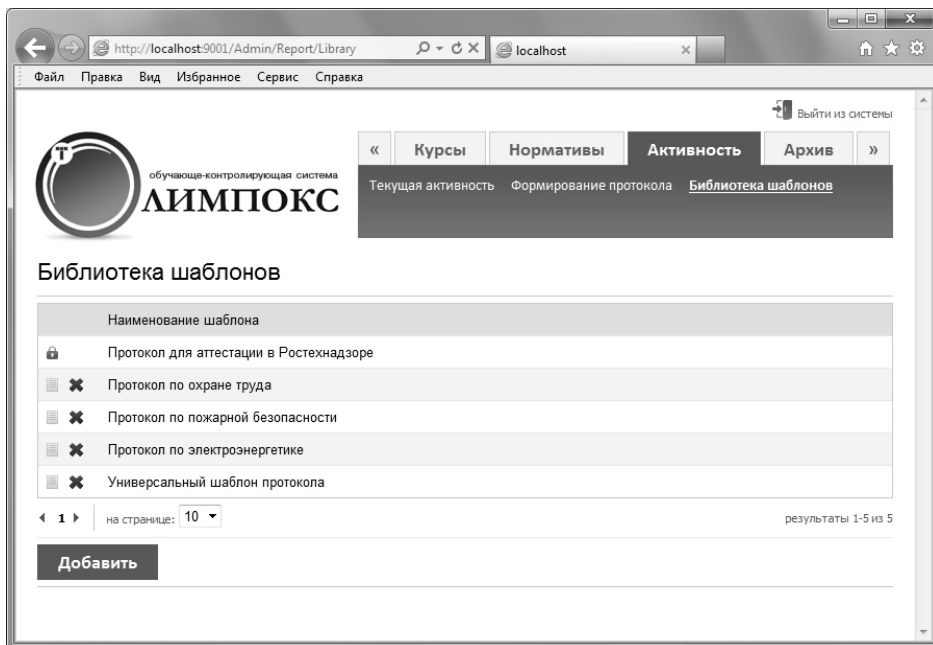 http://localhost:9001/Admin/Report/Library
localhost
Файл Правка Вид Избранное Сервис Справка
Выйти из системы
« Курсы Нормативы Активность Архив »
Текущая активность Формирование протокола Библиотека шаблонов
Т
обучающе-контролирующая система
ЛИМПОКС
Библиотека шаблонов
Наименование шаблона
Протокол для аттестации в Ростехнадзоре
Протокол по охране труда
Протокол по пожарной безопасности
Протокол по электроэнергетике
Универсальный шаблон протокола
1 на странице: 10 результаты 1-5 из 5
Добавить